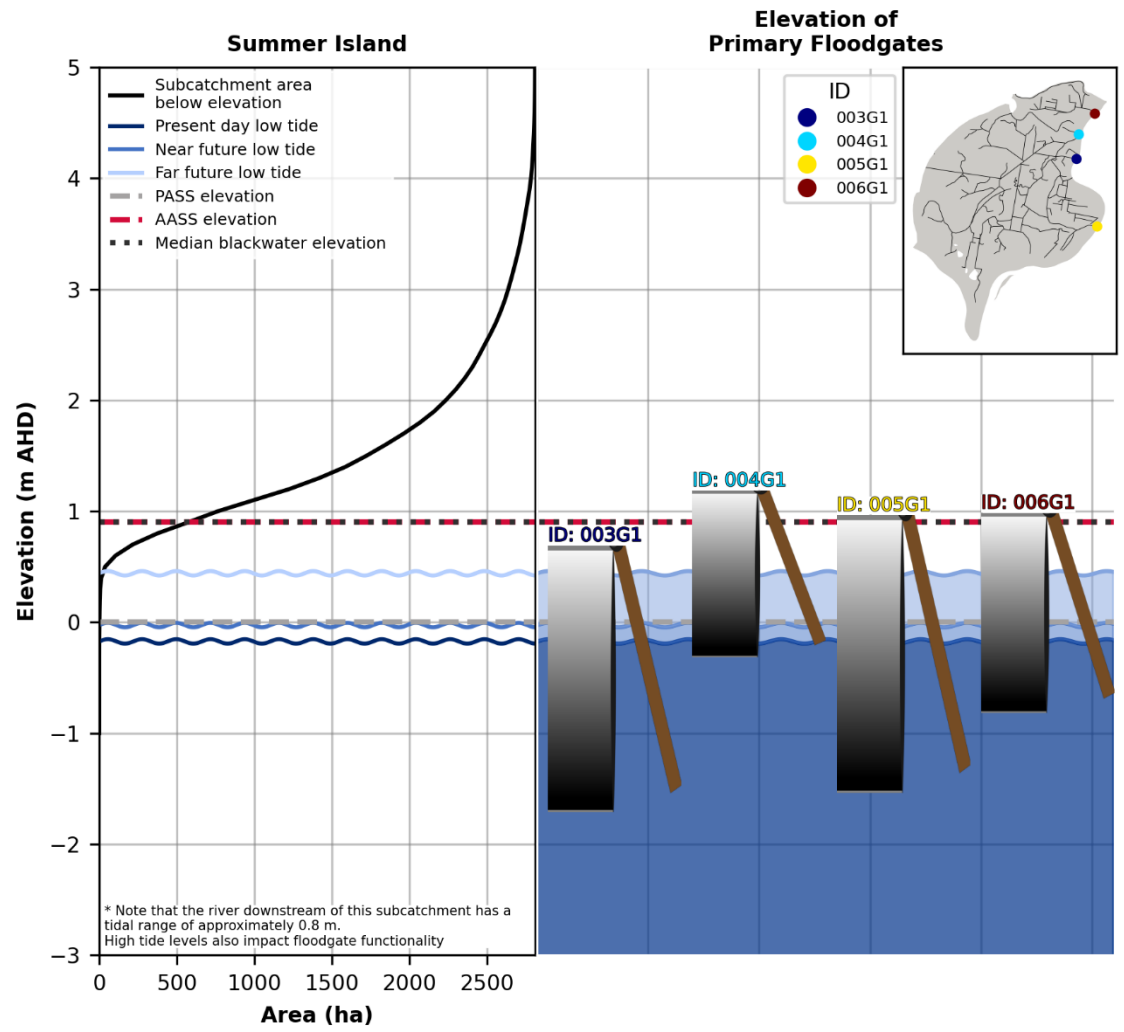 Summer Island
Elevation of
Primary Floodgates
Elevation (m AHD)
5
4
3
2
1
0
−1
−2
−3
Subcatchment area
below elevation
Present day low tide
Near future low tide
Far future low tide
PASS elevation
AASS elevation
Median blackwater elevation
* Note that the river downstream of this subcatchment has a
tidal range of approximately 0.8 m.
High tide levels also impact floodgate functionality
0 500 1000 1500 2000 2500
Area (ha)
ID
003G1
004G1
005G1
006G1
ID: 003G1
ID: 004G1
ID: 005G1
ID: 006G1